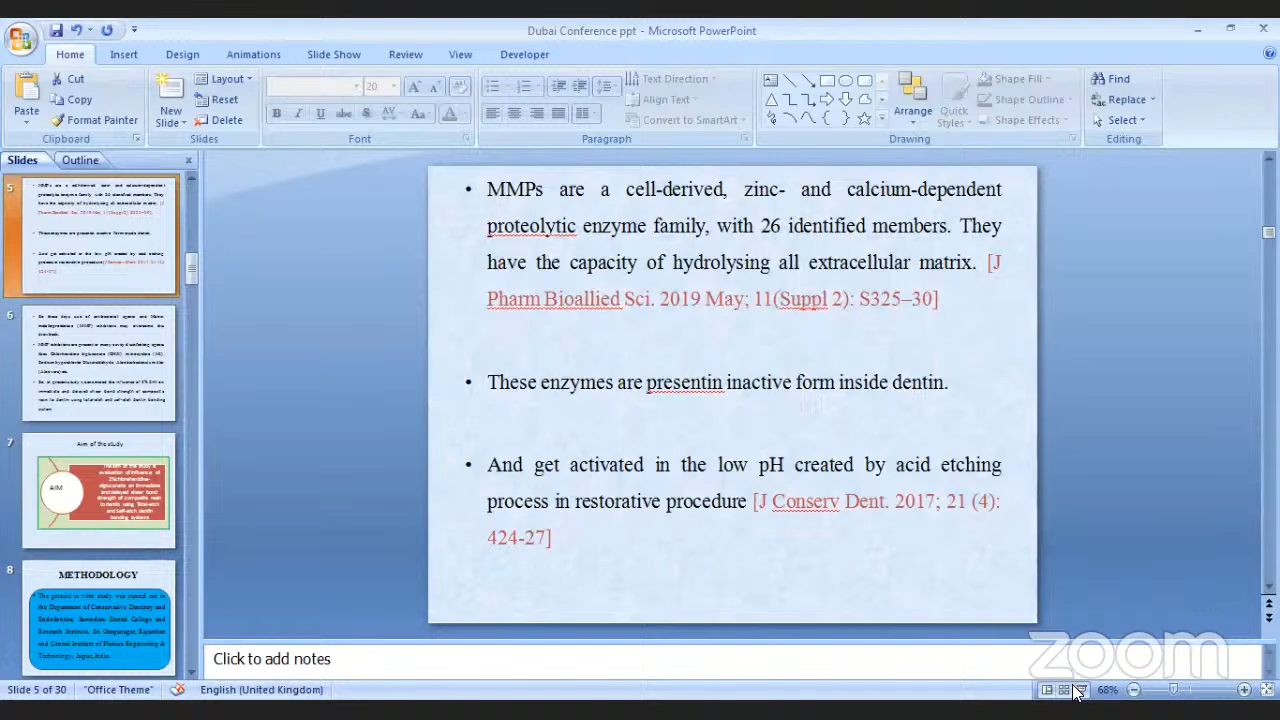 Dubai Conference ppt - Microsoft PowerPoint
Home Insert Design Animations Slide Show Review View Developer
Paste Cut Copy Format Painter
New Slide Layout Reset Delete
20
Text Direction Align Text Convert to SmartArt
Arrange Quick Styles Shape Fill Shape Outline Shape Effects
Find Replace Select
Clipboard Slides Font Paragraph Drawing Editing
Slides Outline
5
6
7
Aim of the study
AIM
8
METHODOLOGY
• MMPs are a cell-derived, zinc- and calcium-dependent
proteolytic enzyme family, with 26 identified members. They
have the capacity of hydrolysing all extracellular matrix. [J
Pharm Bioallied Sci. 2019 May; 11(Suppl 2): S325–30]
• These enzymes are presentin inactive form inside dentin.
• And get activated in the low pH created by acid etching
process in restorative procedure [J Conserv Dent. 2017; 21 (4):
424-27]
Click to add notes
zoom
Slide 5 of 30 "Office Theme" English (United Kingdom) 68%